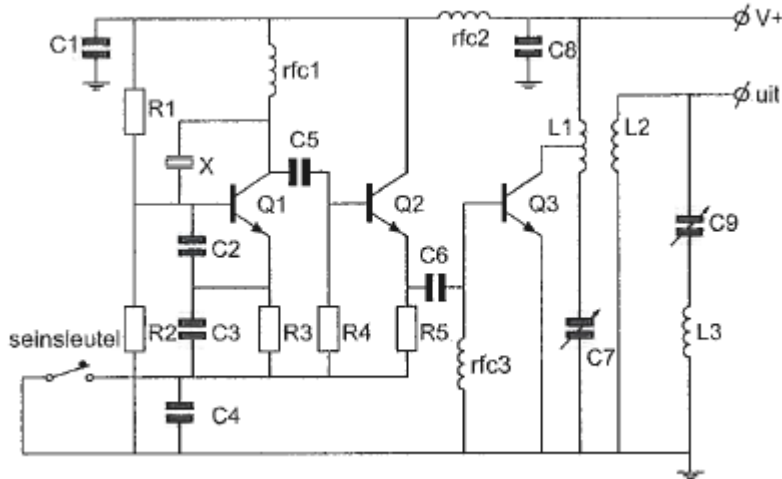 C1
rfc2
C8
V+
rfc1
uit
R1
C5
L1
L2
X
Q1
Q2
Q3
C9
C2
C6
seinsleutel
R2
C3
R3
R4
R5
rfc3
C7
L3
C4